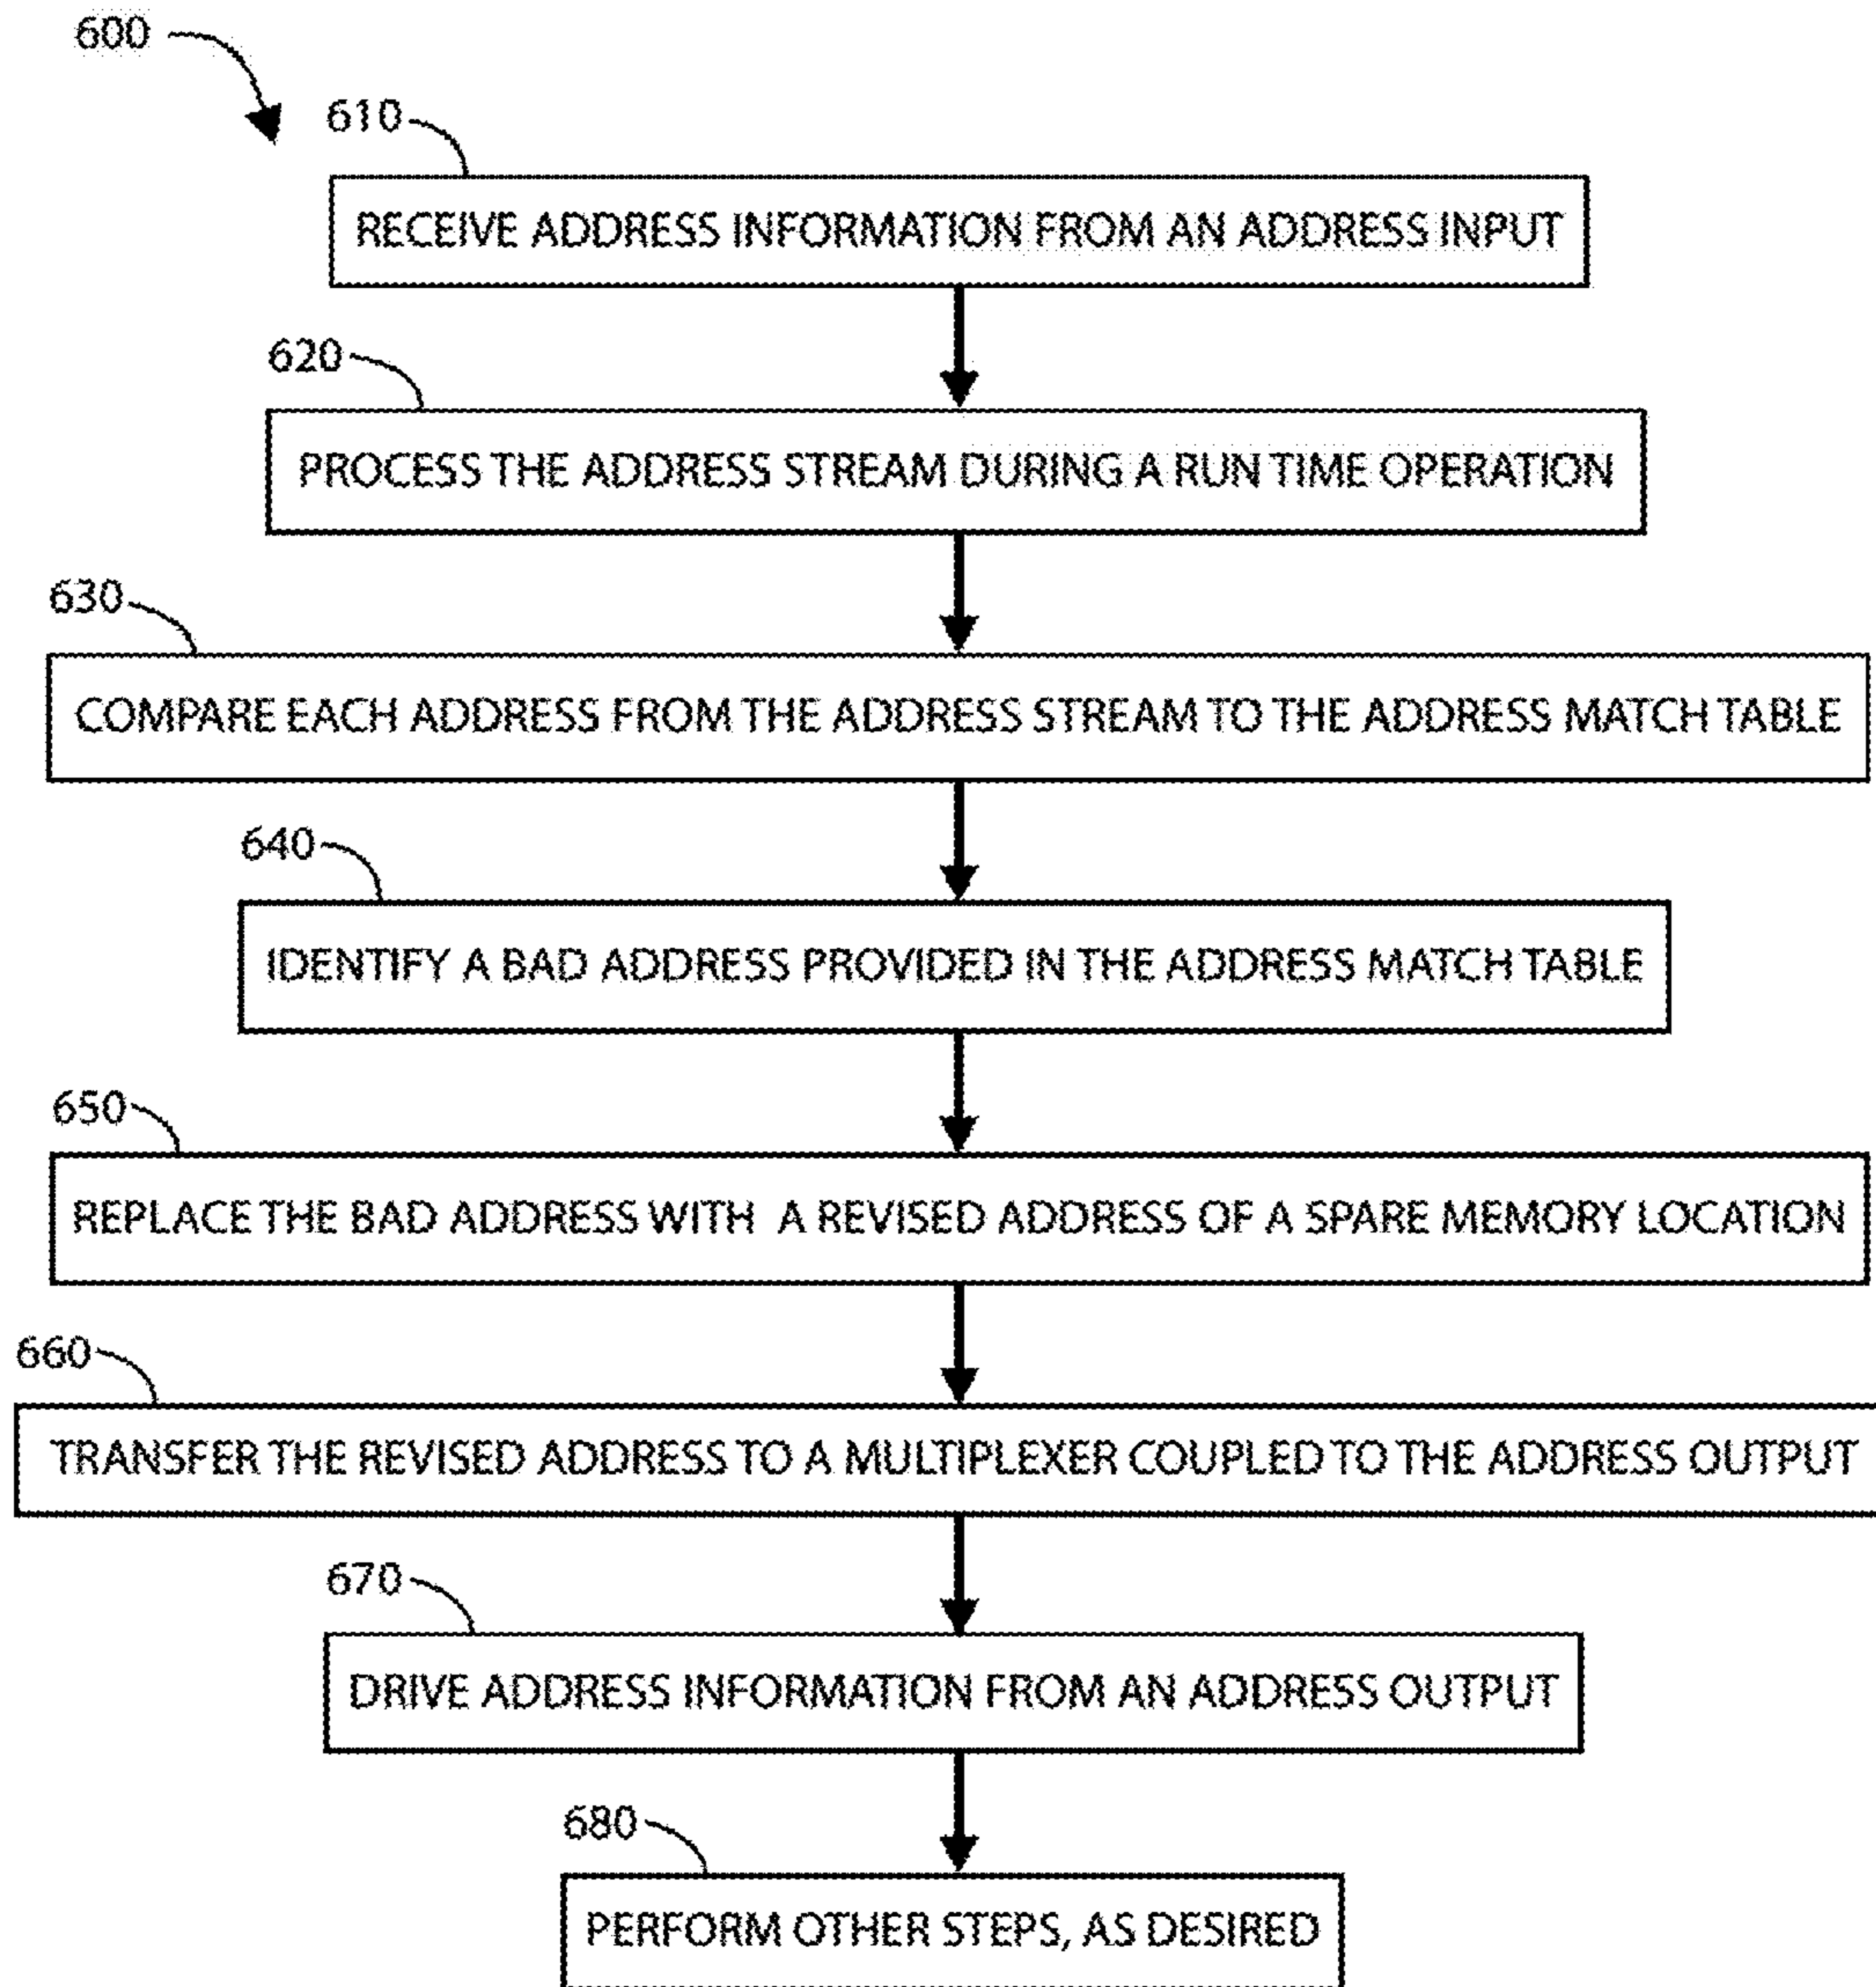 600
610
RECEIVE ADDRESS INFORMATION FROM AN ADDRESS INPUT
620
PROCESS THE ADDRESS STREAM DURING A RUN TIME OPERATION
630
COMPARE EACH ADDRESS FROM THE ADDRESS STREAM TO THE ADDRESS MATCH TABLE
640
IDENTIFY A BAD ADDRESS PROVIDED IN THE ADDRESS MATCH TABLE
650
REPLACE THE BAD ADDRESS WITH A REVISED ADDRESS OF A SPARE MEMORY LOCATION
660
TRANSFER THE REVISED ADDRESS TO A MULTIPLEXER COUPLED TO THE ADDRESS OUTPUT
670
DRIVE ADDRESS INFORMATION FROM AN ADDRESS OUTPUT
680
PERFORM OTHER STEPS, AS DESIRED